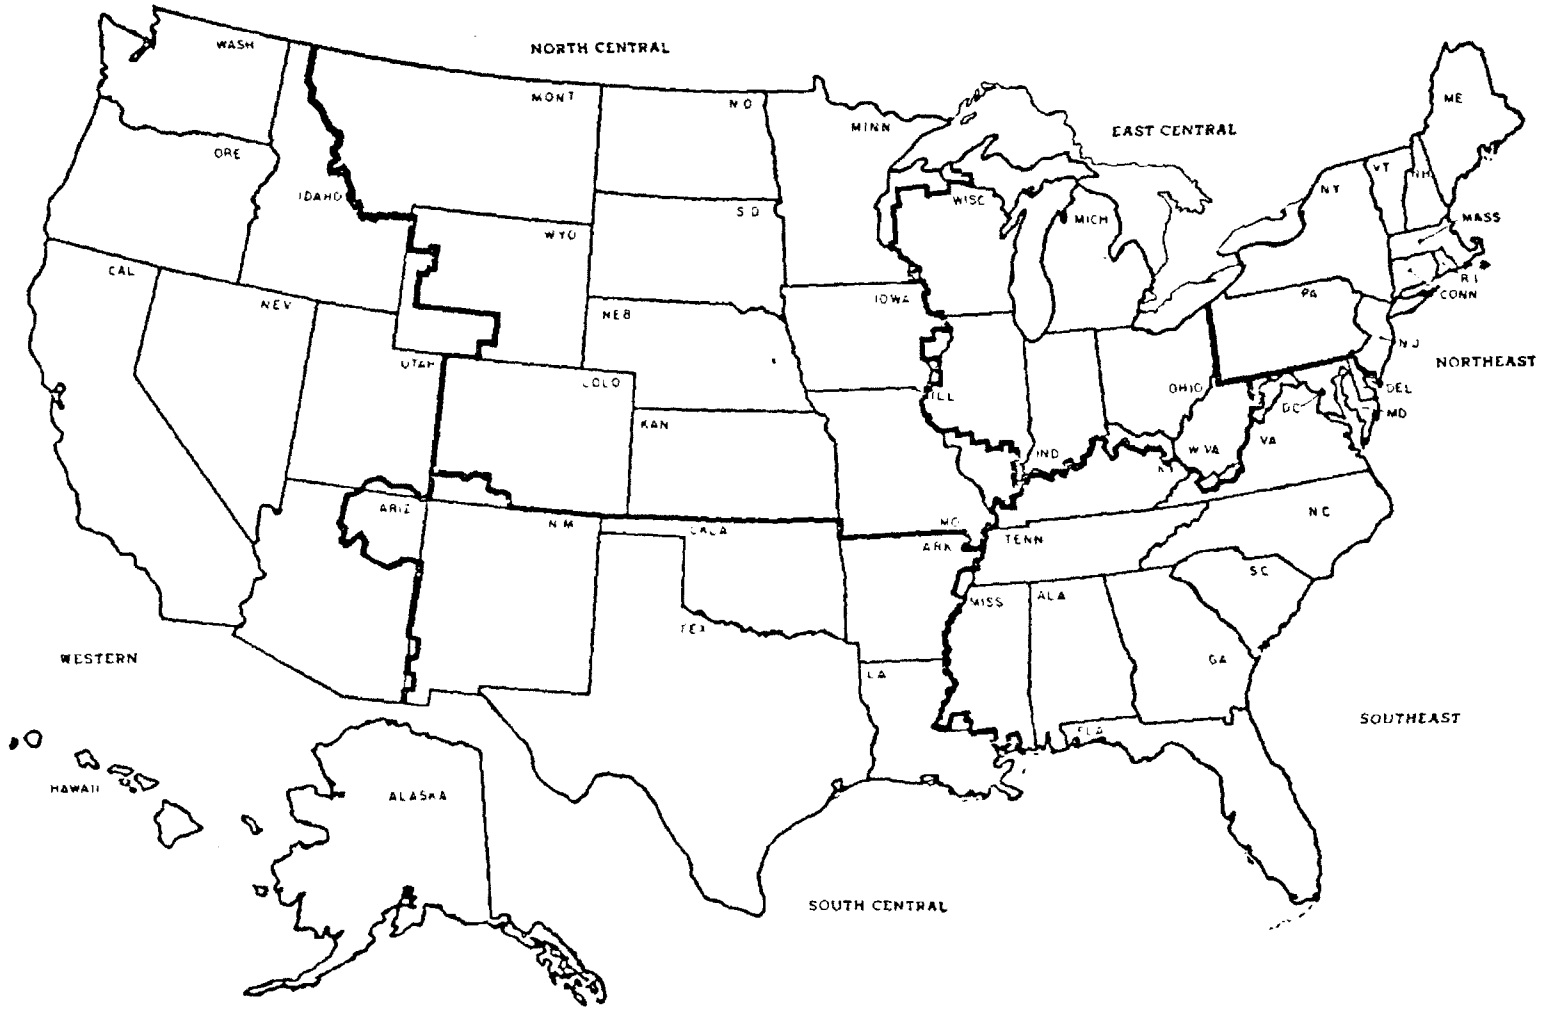 WASH
NORTH CENTRAL
MONT
N D
MINN
EAST CENTRAL
ME
ORE
IDAHO
VT
NH
NY
S D
WISC
MICH
MASS
WYO
CAL
NEV
IOWA
PA
R I
CONN
NEB
N J
NORTHEAST
UTAH
COLO
OHIO
DEL
ILL
DC
MD
KAN
VA
W VA
IND
KY
ARIZ
N M
OKLA
MO
ARK
TENN
N C
S C
MISS
ALA
TEX
WESTERN
GA
LA
SOUTHEAST
FLA
HAWAII
ALASKA
SOUTH CENTRAL